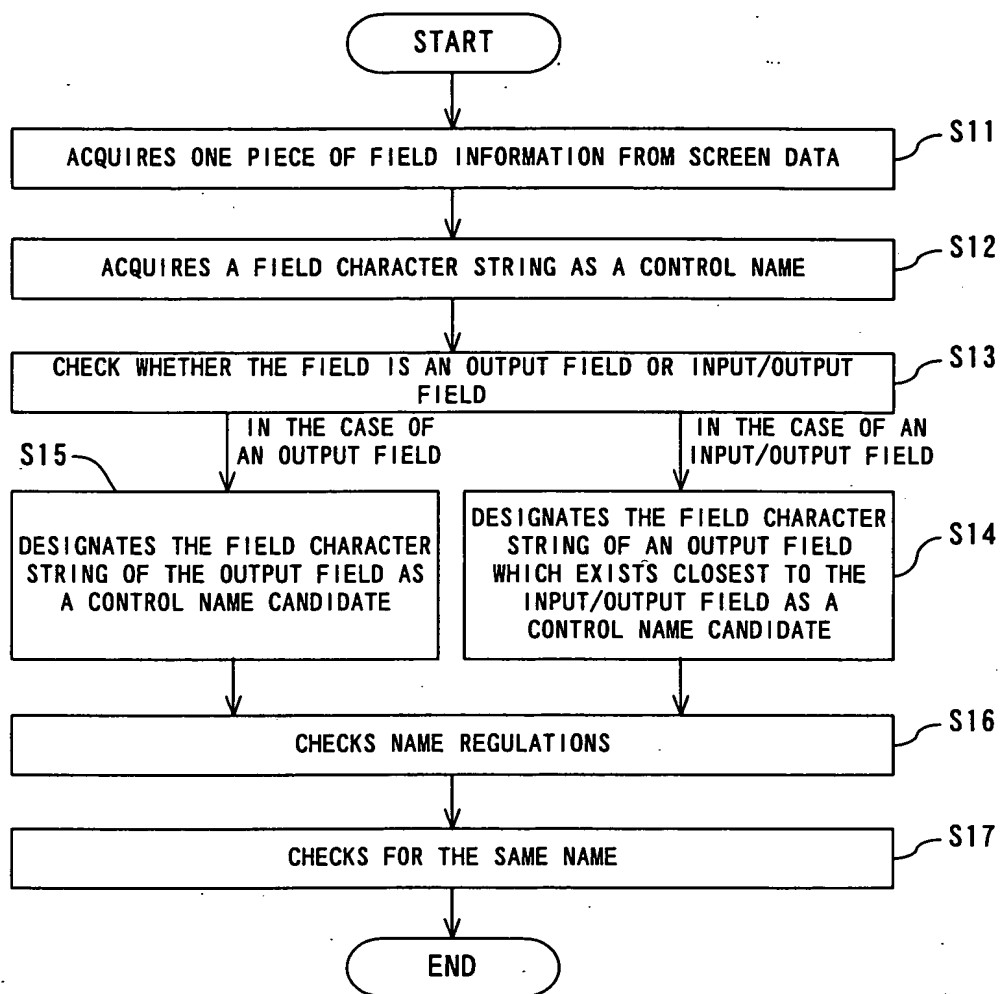 START
S11
ACQUIRES ONE PIECE OF FIELD INFORMATION FROM SCREEN DATA
S12
ACQUIRES A FIELD CHARACTER STRING AS A CONTROL NAME
S13
CHECK WHETHER THE FIELD IS AN OUTPUT FIELD OR INPUT/OUTPUT
FIELD
IN THE CASE OF
AN OUTPUT FIELD
IN THE CASE OF AN
INPUT/OUTPUT FIELD
S15
DESIGNATES THE FIELD CHARACTER
STRING OF THE OUTPUT FIELD AS
A CONTROL NAME CANDIDATE
S14
DESIGNATES THE FIELD CHARACTER
STRING OF AN OUTPUT FIELD
WHICH EXISTS CLOSEST TO THE
INPUT/OUTPUT FIELD AS A
CONTROL NAME CANDIDATE
S16
CHECKS NAME REGULATIONS
S17
CHECKS FOR THE SAME NAME
END